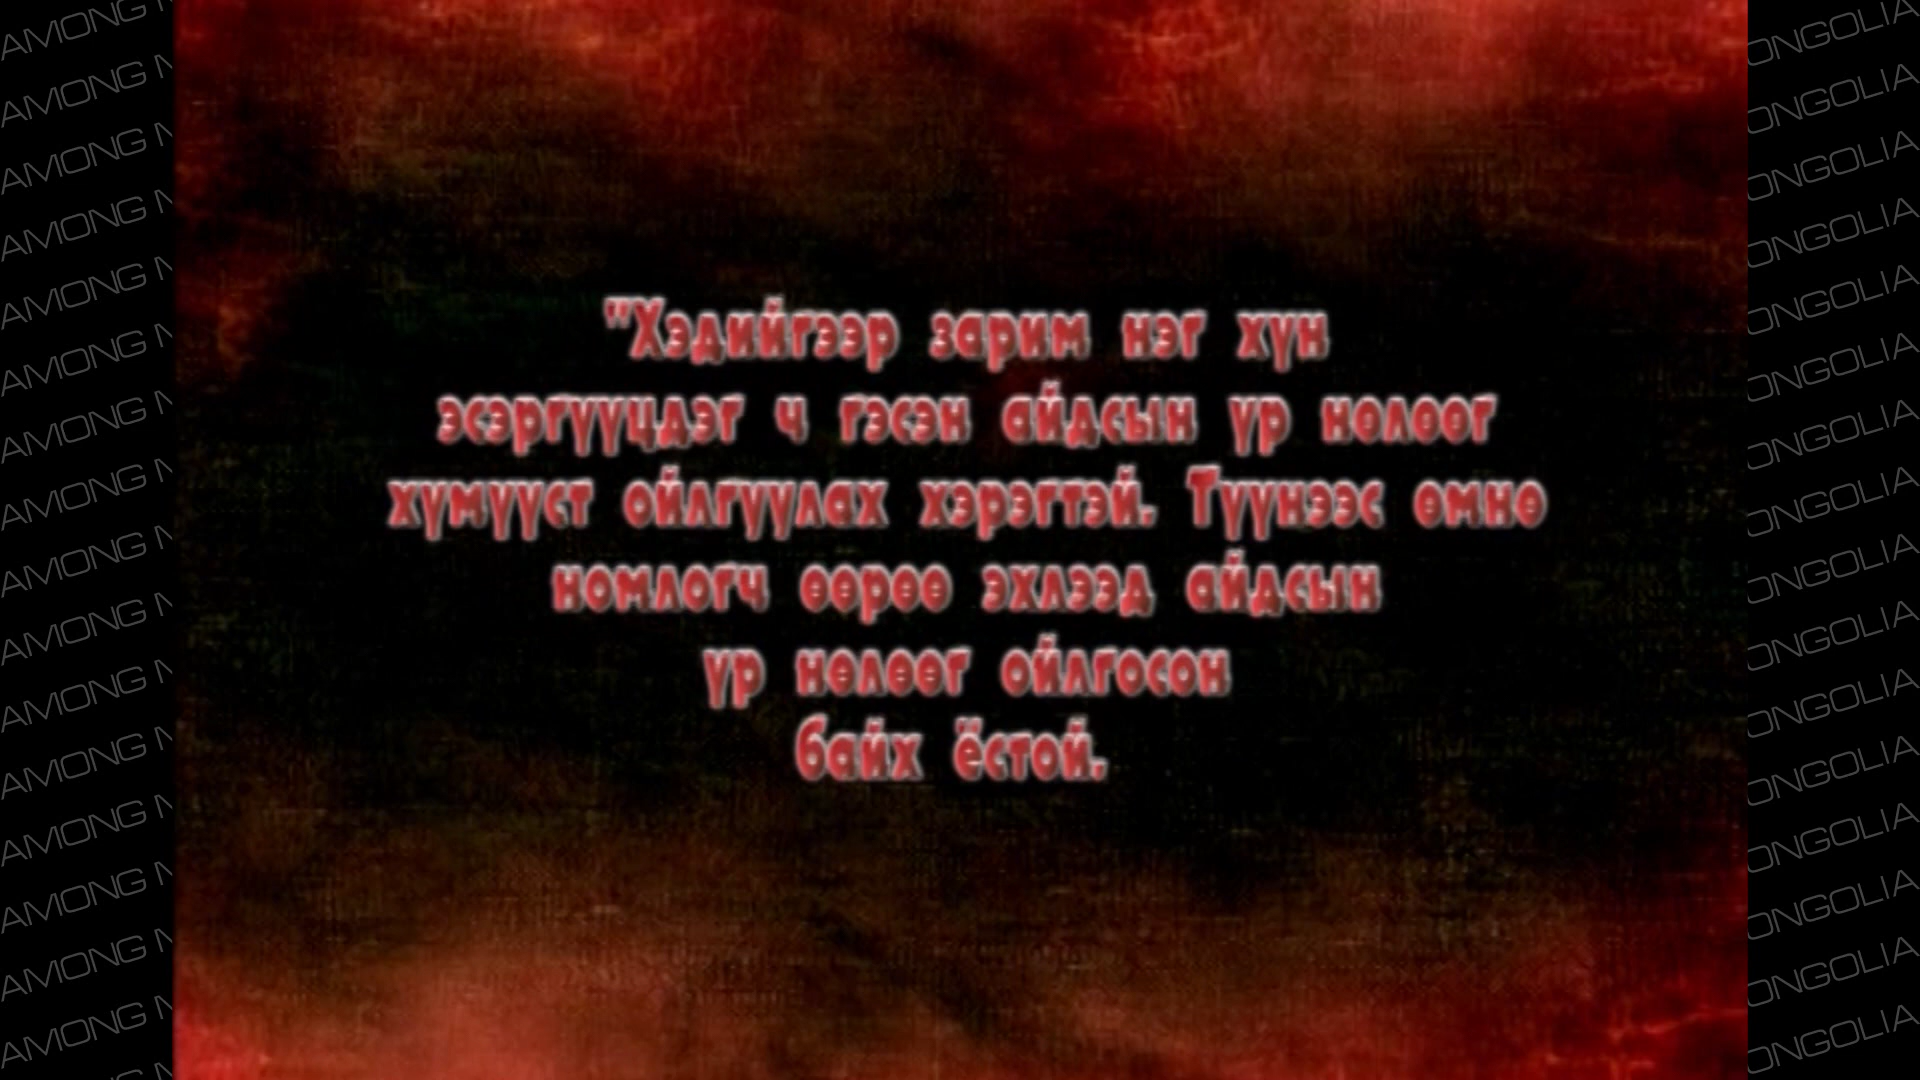 "Хэдийгээр зарим нэг хүн
эсэргүүцдэг ч гэсэн айдсын үр нөлөөг
хүмүүст ойлгуулах хэрэгтэй. Түүнээс өмнө
номлогч өөрөө эхлээд айдсын
үр нөлөөг ойлгосон
байх ёстой.